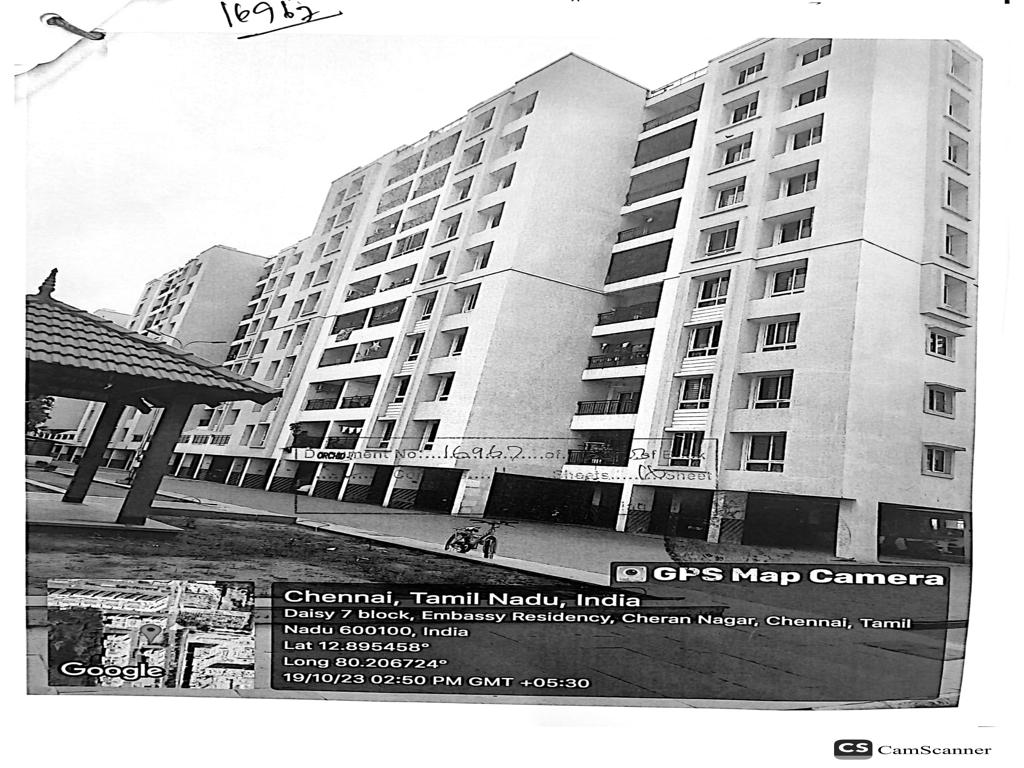 16962
ORCHID
Document No:....16962...of
Sheets.....Sheet
GPS Map Camera
Chennai, Tamil Nadu, India
Daisy 7 block, Embassy Residency, Cheran Nagar, Chennai, Tamil
Nadu 600100, India
Lat 12.895458°
Long 80.206724°
19/10/23 02:50 PM GMT +05:30
Google
CS CamScanner